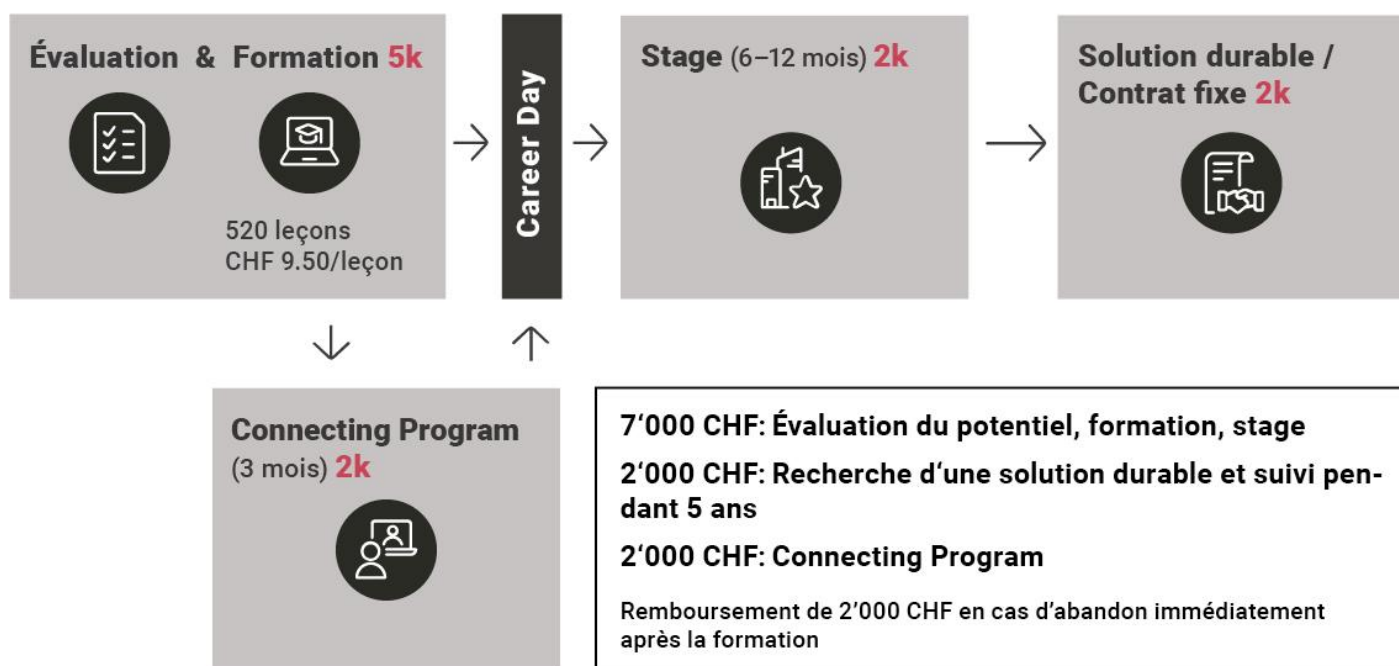 Évaluation & Formation 5k
520 leçons
CHF 9.50/leçon
Career Day
Stage (6–12 mois) 2k
Solution durable /
Contrat fixe 2k
Connecting Program
(3 mois) 2k
7‘000 CHF: Évaluation du potentiel, formation, stage
2‘000 CHF: Recherche d‘une solution durable et suivi pen-
dant 5 ans
2‘000 CHF: Connecting Program
Remboursement de 2’000 CHF en cas d’abandon immédiatement
après la formation